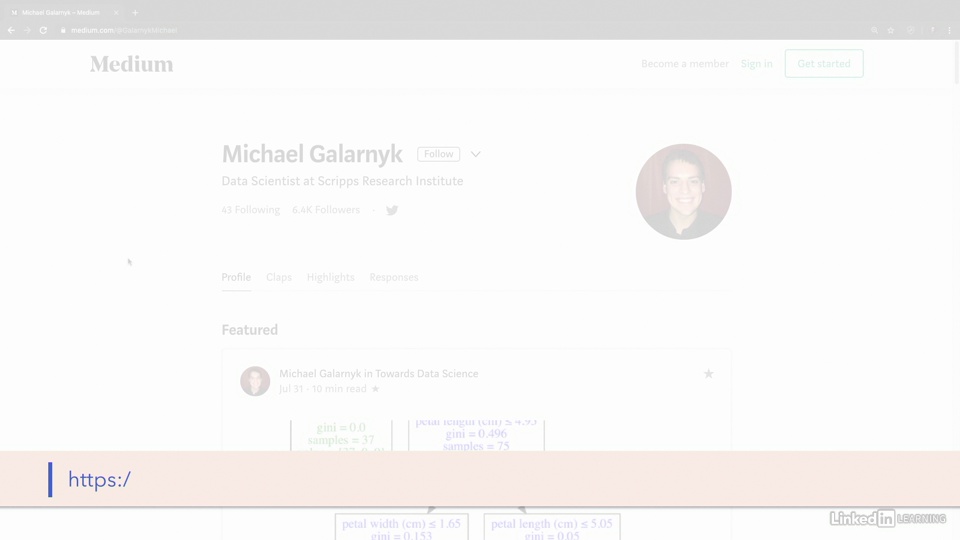 Michael Galarnyk – Medium
medium.com/@GalarnykMichael
Medium
Become a member Sign in Get started
Michael Galarnyk Follow
Data Scientist at Scripps Research Institute
43 Following 6.4K Followers ·
Profile Claps Highlights Responses
Featured
Michael Galarnyk in Towards Data Science
Jul 31 · 10 min read ★
gini = 0.0
samples = 37
petal length (cm) ≤ 4.95
gini = 0.496
samples = 75
https:/
petal width (cm) ≤ 1.65
gini = 0.153
petal length (cm) ≤ 5.05
gini = 0.05
Linked in LEARNING